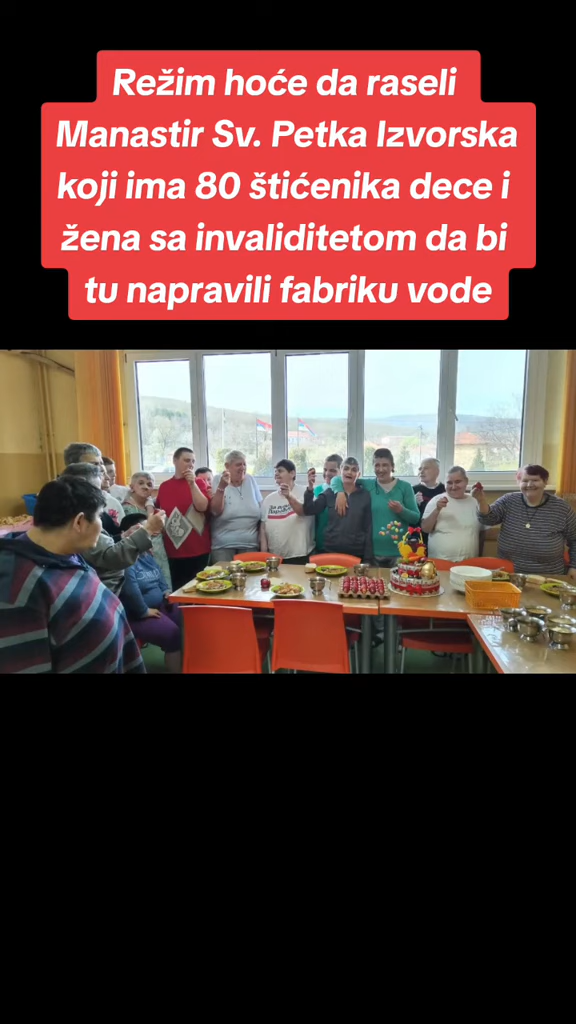 Režim hoće da raseli
Manastir Sv. Petka Izvorska
koji ima 80 štićenika dece i
žena sa invaliditetom da bi
tu napravili fabriku vode